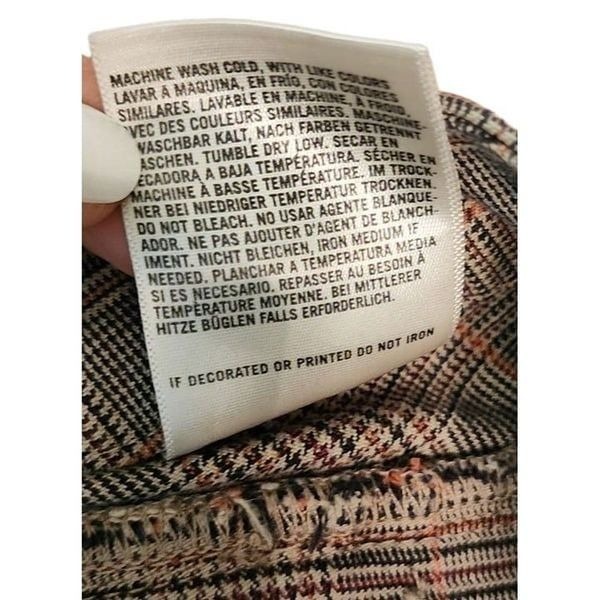 MACHINE WASH COLD, WITH LIKE COLORS
LAVAR A MAQUINA, EN FRÍO, CON COLORES
SIMILARES. LAVABLE EN MACHINE, À FROID
AVEC DES COULEURS SIMILAIRES. MASCHINE-
WASCHBAR KALT, NACH FARBEN GETRENNT
WASCHEN. TUMBLE DRY LOW. SECAR EN
SECADORA A BAJA TEMPERATURA. SÉCHER EN
MACHINE À BASSE TEMPÉRATURE. IM TROCK-
NER BEI NIEDRIGER TEMPERATUR TROCKNEN.
DO NOT BLEACH. NO USAR AGENTE BLANQUE-
ADOR. NE PAS AJOUTER D'AGENT DE BLANCH-
IMENT. NICHT BLEICHEN, IRON MEDIUM IF
NEEDED. PLANCHAR A TEMPERATURA MEDIA
SI ES NECESARIO. REPASSER AU BESOIN À
TEMPÈRATURE MOYENNE. BEI MITTLERER
HITZE BÜGLEN FALLS ERFORDERLICH.
IF DECORATED OR PRINTED DO NOT IRON